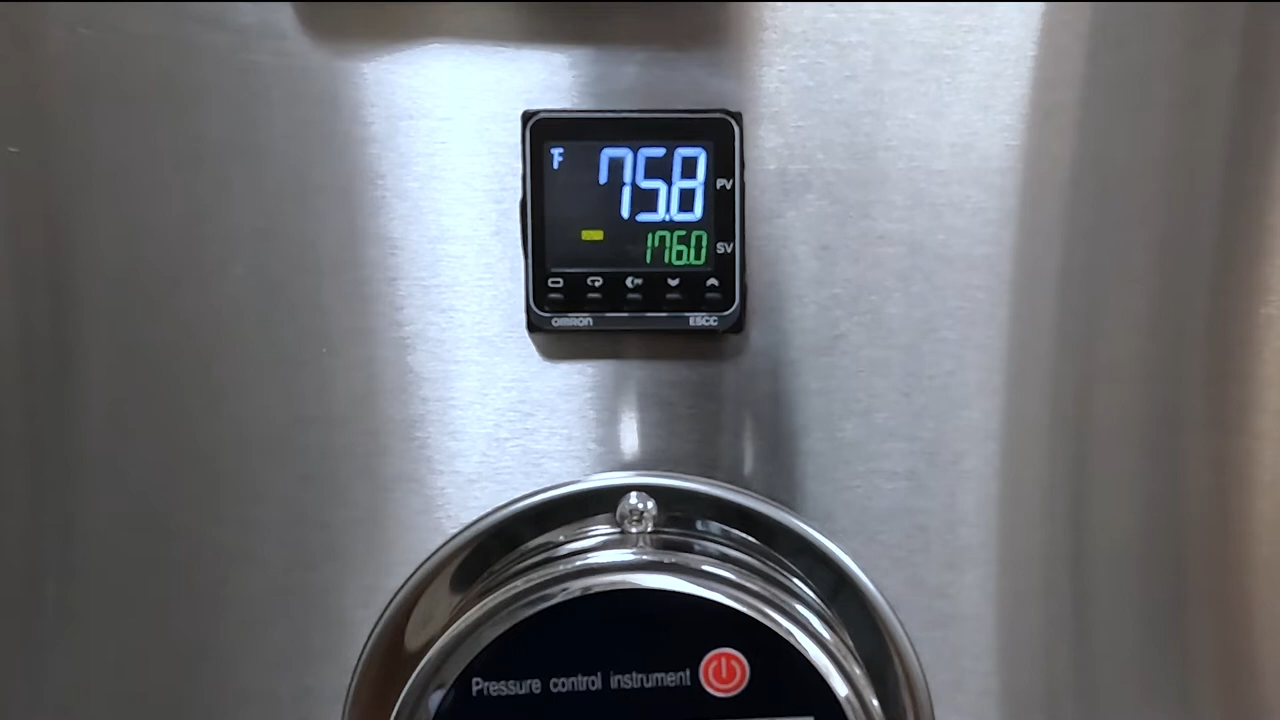 °F
75.8
PV
176.0
SV
OMRON
E5CC
Pressure control instrument